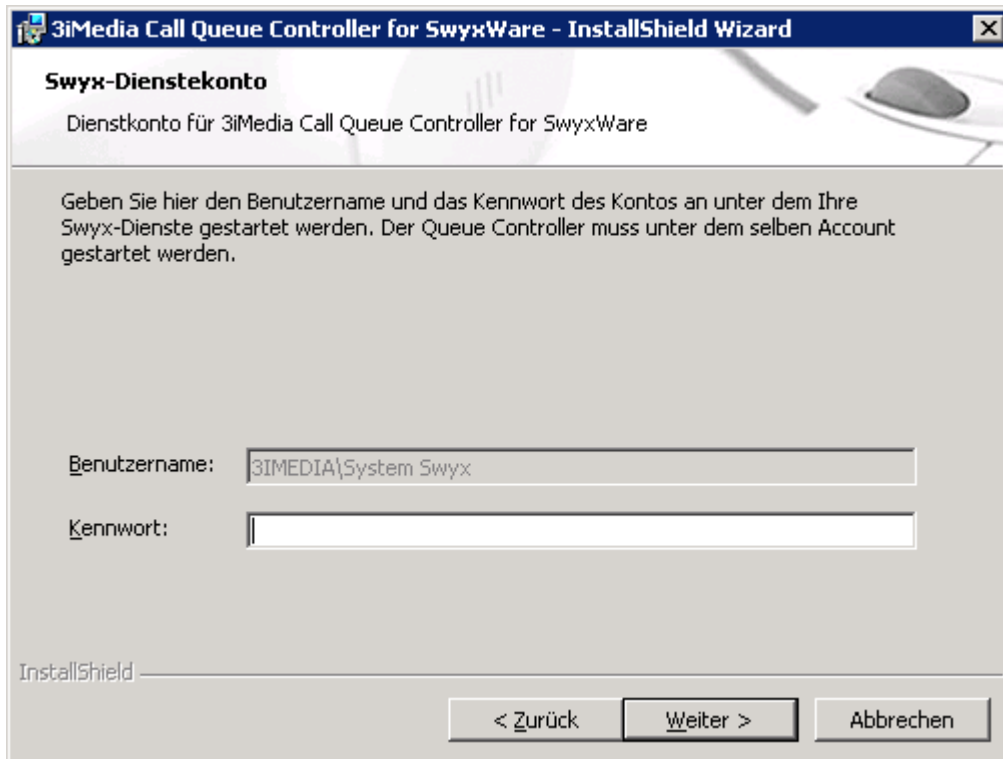 3iMedia Call Queue Controller for SwyxWare - InstallShield Wizard
Swyx-Dienstekonto
Dienstkonto für 3iMedia Call Queue Controller for SwyxWare
Geben Sie hier den Benutzername und das Kennwort des Kontos an unter dem Ihre
Swyx-Dienste gestartet werden. Der Queue Controller muss unter dem selben Account
gestartet werden.
Benutzername: 3IMEDIA\System Swyx
Kennwort:
InstallShield
< Zurück Weiter > Abbrechen